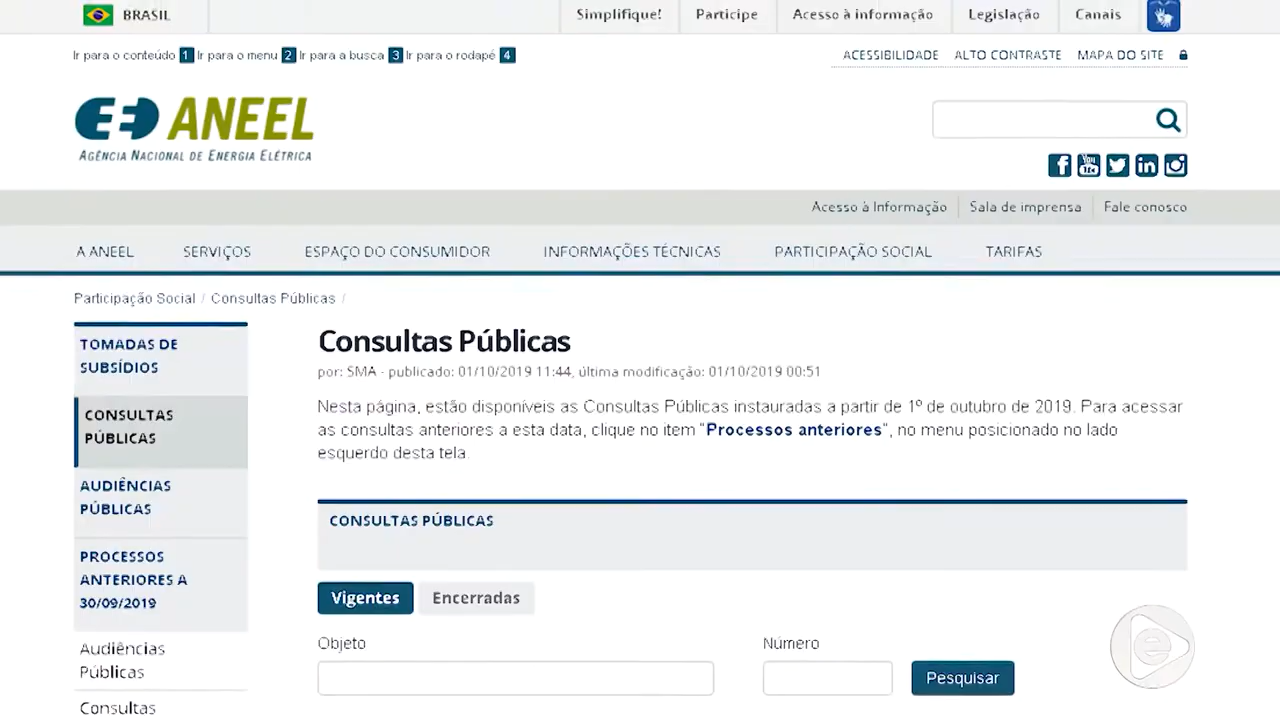 BRASIL
Simplifique! Participe Acesso à informação Legislação Canais
Ir para o conteúdo 1 Ir para o menu 2 Ir para a busca 3 Ir para o rodapé 4
ACESSIBILIDADE ALTO CONTRASTE MAPA DO SITE
ANEEL
AGÊNCIA NACIONAL DE ENERGIA ELÉTRICA
Acesso à Informação Sala de imprensa Fale conosco
A ANEEL SERVIÇOS ESPAÇO DO CONSUMIDOR INFORMAÇÕES TÉCNICAS PARTICIPAÇÃO SOCIAL TARIFAS
Participação Social / Consultas Públicas /
TOMADAS DE
SUBSÍDIOS
CONSULTAS
PÚBLICAS
AUDIÊNCIAS
PÚBLICAS
PROCESSOS
ANTERIORES A
30/09/2019
Audiências
Públicas
Consultas
Consultas Públicas
por: SMA - publicado: 01/10/2019 11:44, última modificação: 01/10/2019 00:51
Nesta página, estão disponíveis as Consultas Públicas instauradas a partir de 1º de outubro de 2019. Para acessar
as consultas anteriores a esta data, clique no item "Processos anteriores", no menu posicionado no lado
esquerdo desta tela.
CONSULTAS PÚBLICAS
Vigentes Encerradas
Objeto Número
Pesquisar